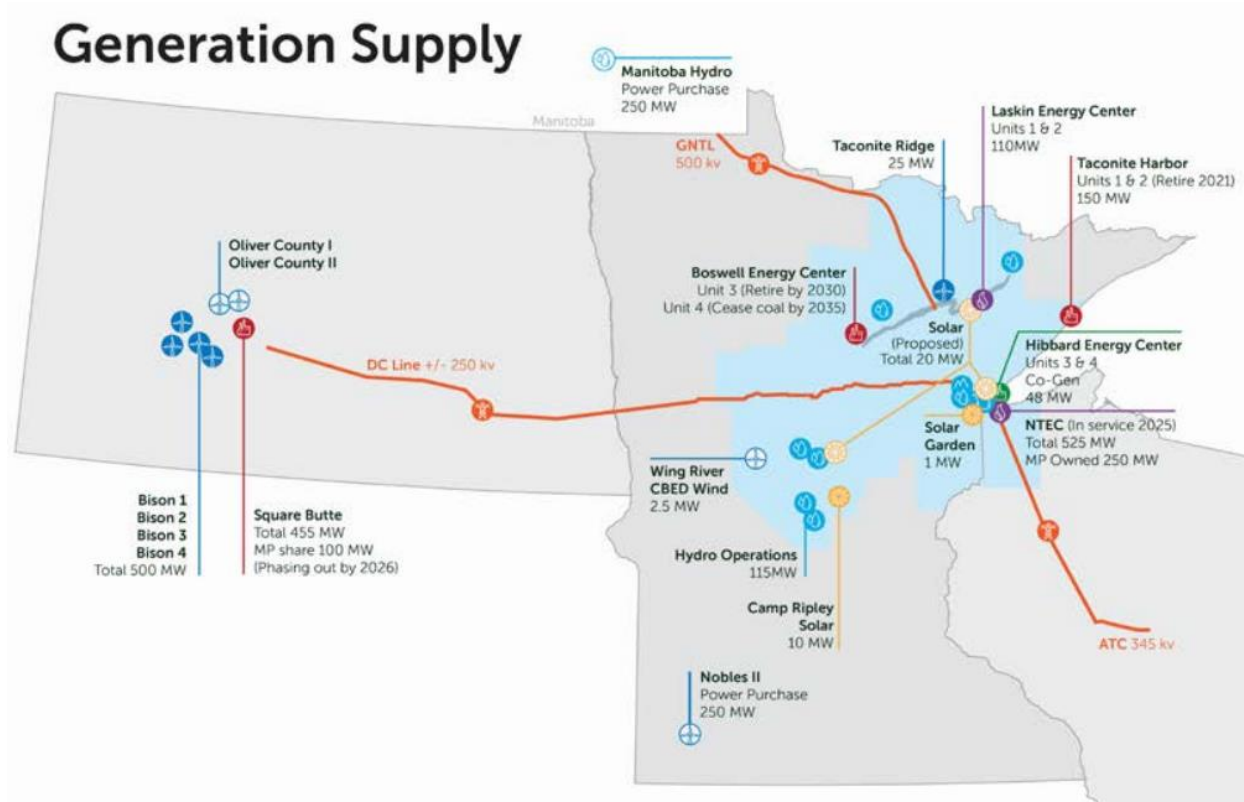 Generation Supply
Manitoba Hydro
Power Purchase
250 MW
Manitoba
GNTL
500 kv
Taconite Ridge
25 MW
Laskin Energy Center
Units 1 & 2
110MW
Taconite Harbor
Units 1 & 2 (Retire 2021)
150 MW
Oliver County I
Oliver County II
Boswell Energy Center
Unit 3 (Retire by 2030)
Unit 4 (Cease coal by 2035)
Solar
(Proposed)
Total 20 MW
Hibbard Energy Center
Units 3 & 4
Co-Gen
48 MW
DC Line +/- 250 kv
NTEC (In service 2025)
Total 525 MW
MP Owned 250 MW
Solar
Garden
1 MW
Wing River
CBED Wind
2.5 MW
Bison 1
Bison 2
Bison 3
Bison 4
Total 500 MW
Square Butte
Total 455 MW
MP share 100 MW
(Phasing out by 2026)
Hydro Operations
115MW
Camp Ripley
Solar
10 MW
ATC 345 kv
Nobles II
Power Purchase
250 MW